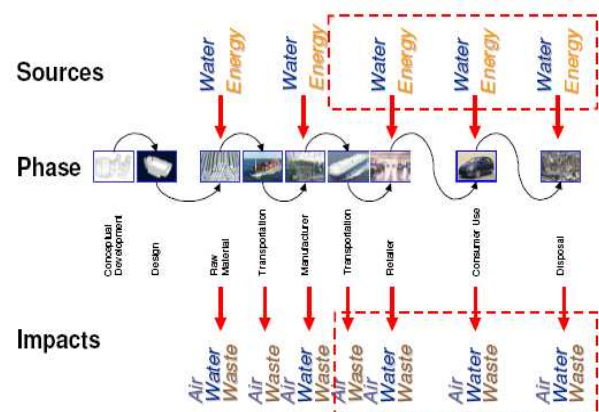 Sources
Water
Energy
Water
Energy
Water
Energy
Water
Energy
Water
Energy
Phase
Conceptual
Development
Design
Raw
Material
Transportation
Manufacturer
Transportation
Retailer
Consumer Use
Disposal
Impacts
Air
Water
Waste
Air
Waste
Air
Water
Waste
Air
Waste
Air
Water
Waste
Air
Water
Waste
Air
Water
Waste